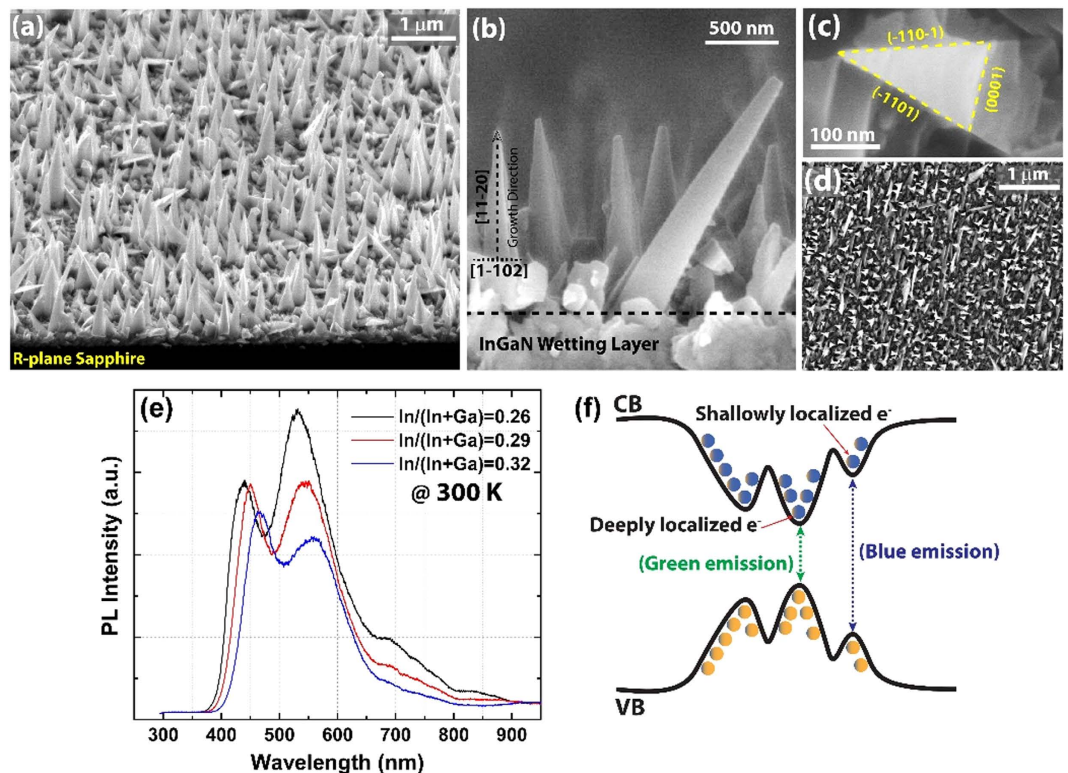 (a)
1 μm
R-plane Sapphire
(b)
500 nm
[11-20]
Growth Direction
[1-102]
InGaN Wetting Layer
(c)
(-110-1)
(-1101)
(0001)
100 nm
(d)
1 μm
(e)
In/(In+Ga)=0.26
In/(In+Ga)=0.29
In/(In+Ga)=0.32
@ 300 K
PL Intensity (a.u.)
300 400 500 600 700 800 900
Wavelength (nm)
(f)
CB
Shallowly localized e-
Deeply localized e-
(Green emission)
(Blue emission)
VB